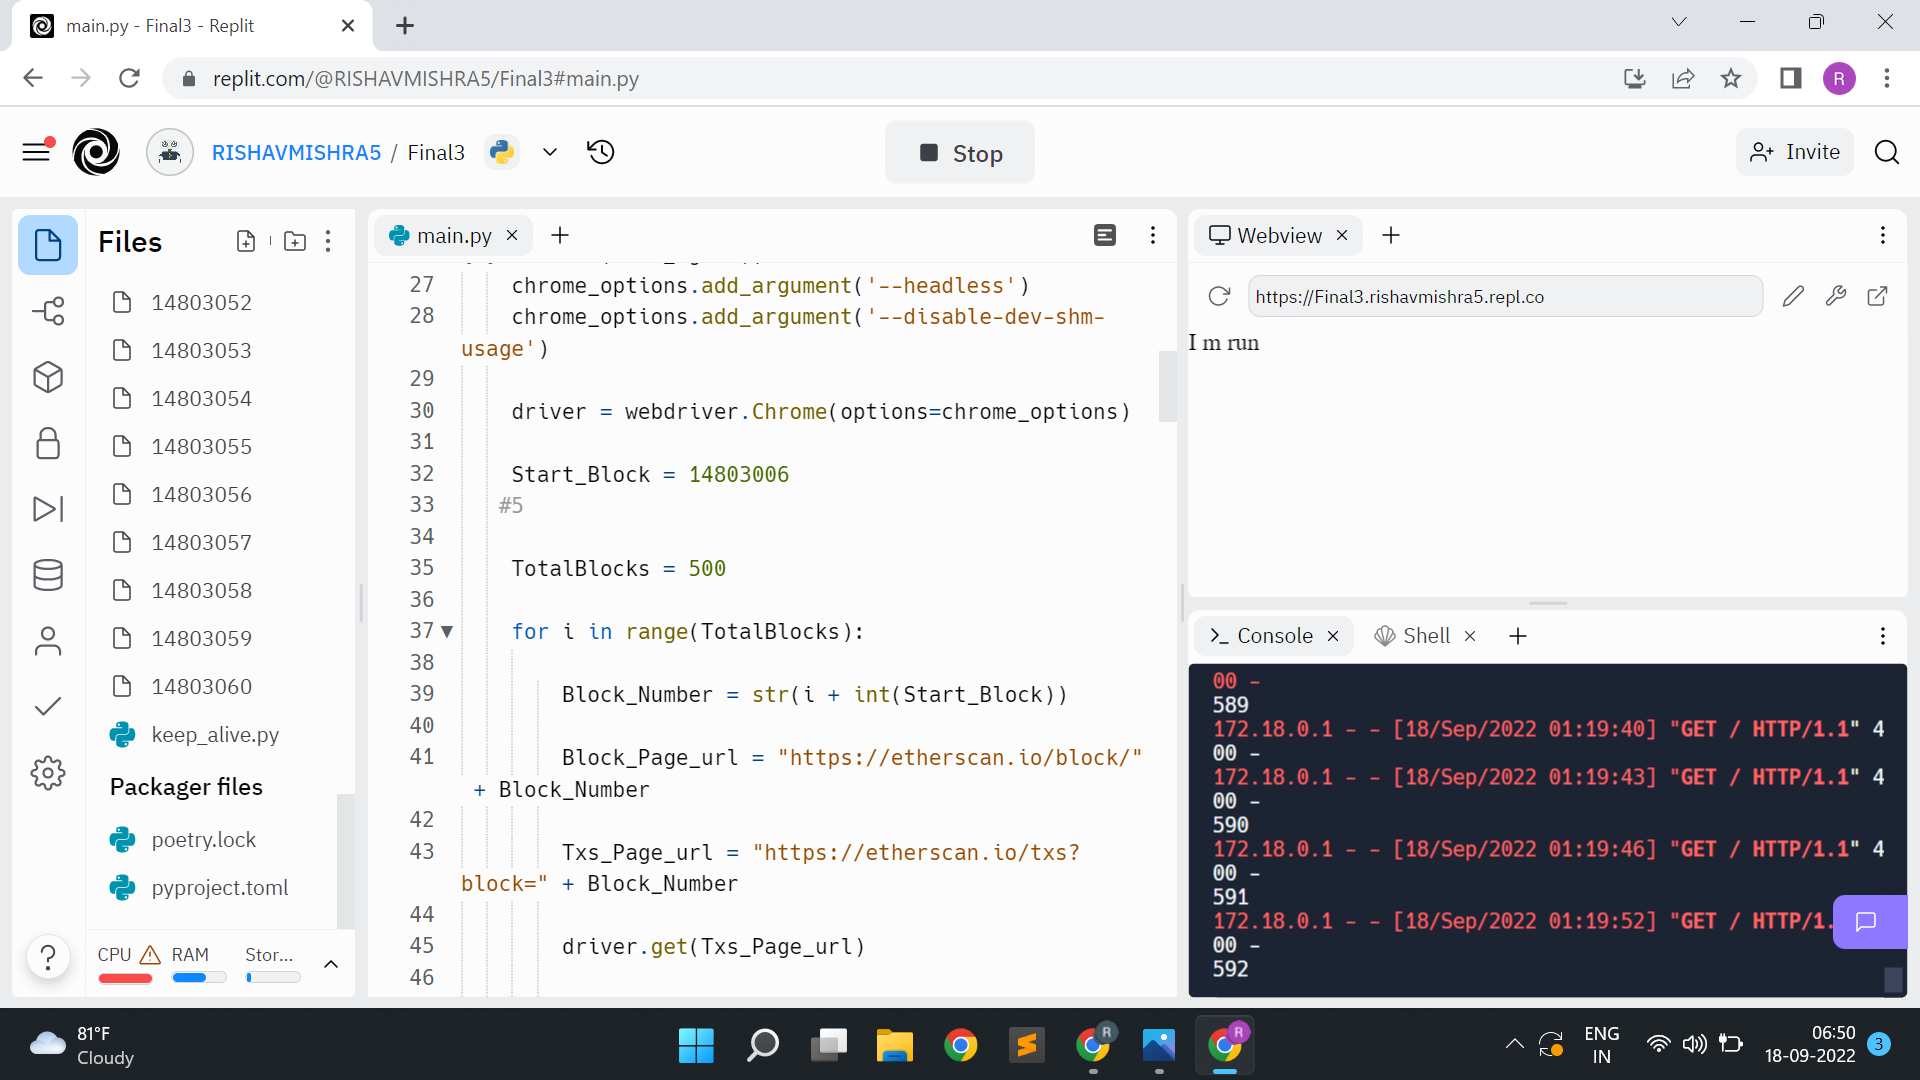 main.py - Final3 - Replit
replit.com/@RISHAVMISHRA5/Final3#main.py
R
RISHAVMISHRA5 / Final3
Stop
Invite
Files
14803052
14803053
14803054
14803055
14803056
14803057
14803058
14803059
14803060
keep_alive.py
Packager files
poetry.lock
pyproject.toml
CPU RAM Stor...
main.py
27 chrome_options.add_argument('--headless')
28 chrome_options.add_argument('--disable-dev-shm-
usage')
29
30 driver = webdriver.Chrome(options=chrome_options)
31
32 Start_Block = 14803006
33 #5
34
35 TotalBlocks = 500
36
37 for i in range(TotalBlocks):
38
39 Block_Number = str(i + int(Start_Block))
40
41 Block_Page_url = "https://etherscan.io/block/"
+ Block_Number
42
43 Txs_Page_url = "https://etherscan.io/txs?
block=" + Block_Number
44
45 driver.get(Txs_Page_url)
46
Webview
https://Final3.rishavmishra5.repl.co
I m run
Console Shell
00 -
589
172.18.0.1 - - [18/Sep/2022 01:19:40] "GET / HTTP/1.1" 4
00 -
172.18.0.1 - - [18/Sep/2022 01:19:43] "GET / HTTP/1.1" 4
00 -
590
172.18.0.1 - - [18/Sep/2022 01:19:46] "GET / HTTP/1.1" 4
00 -
591
172.18.0.1 - - [18/Sep/2022 01:19:52] "GET / HTTP/1.
00 -
592
81°F
Cloudy
R
R
ENG
IN
06:50
18-09-2022
3